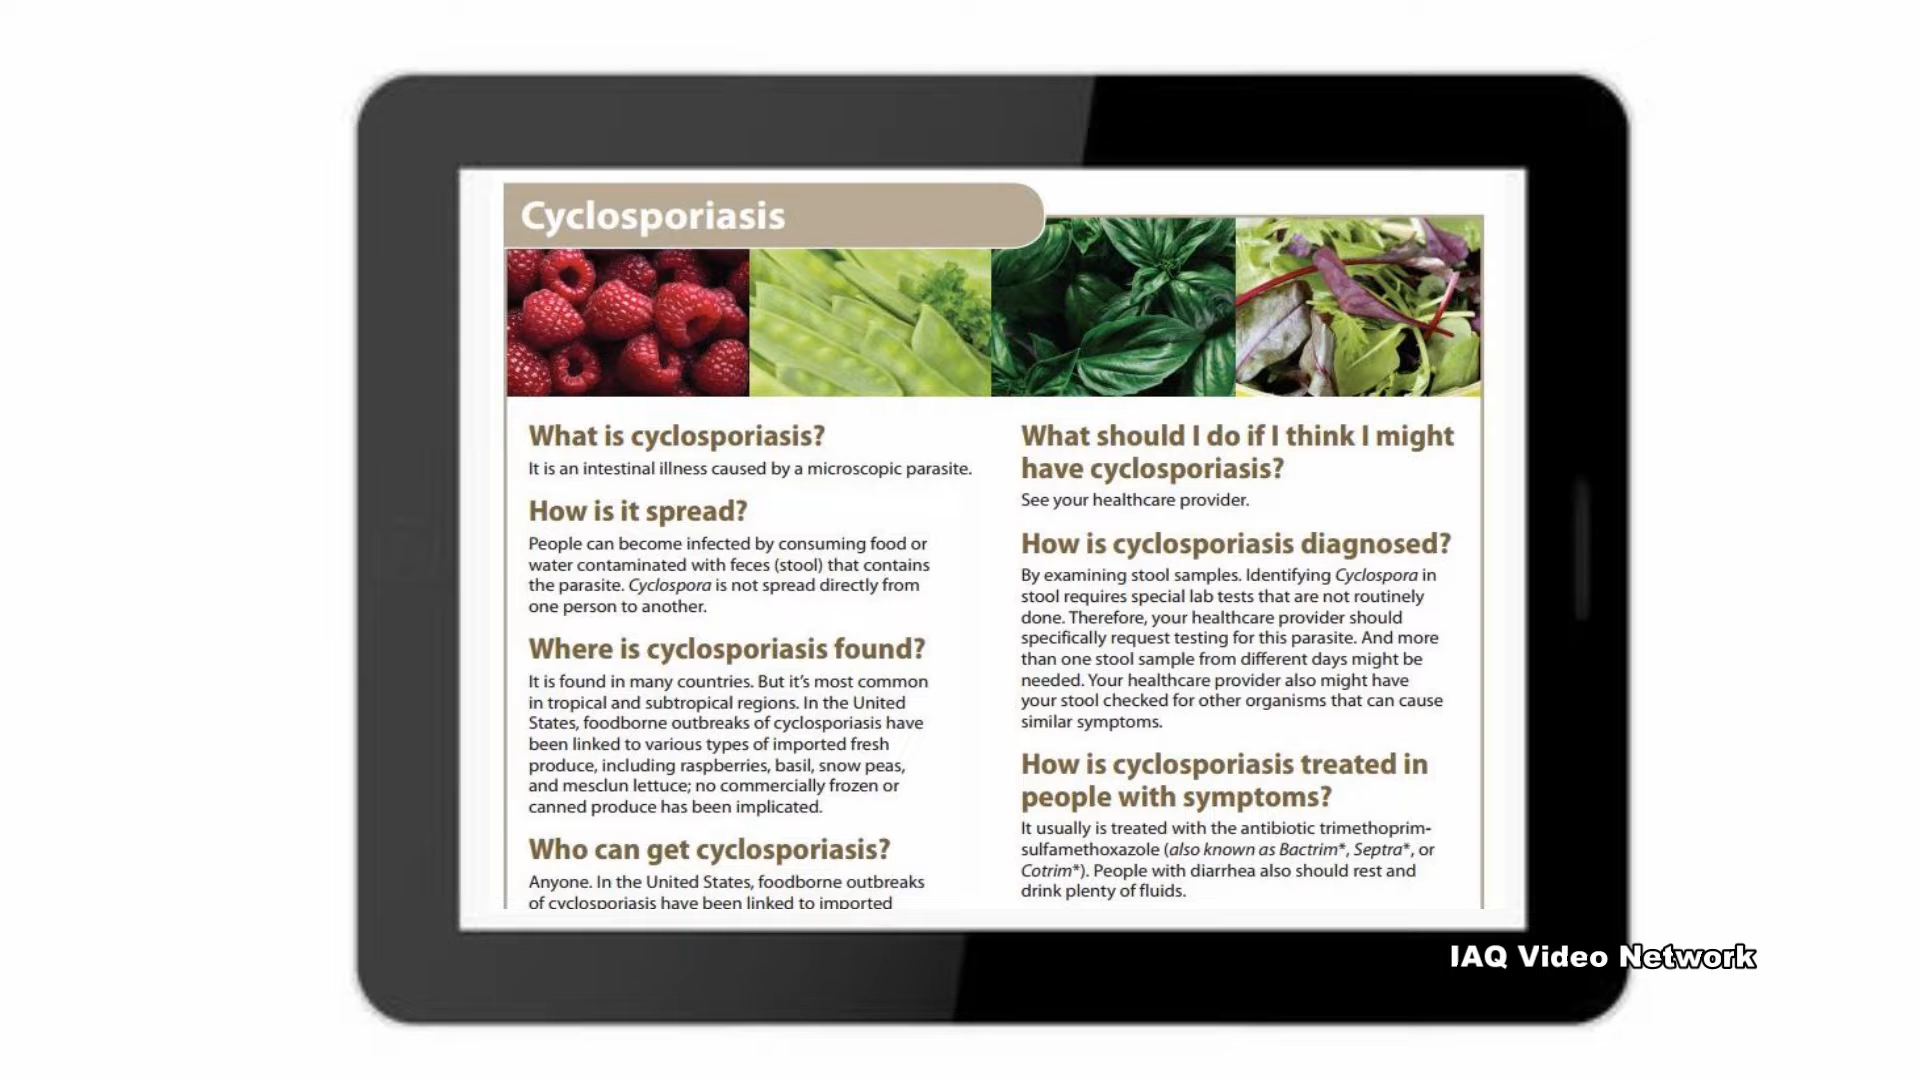 Cyclosporiasis
What is cyclosporiasis?
It is an intestinal illness caused by a microscopic parasite.
How is it spread?
People can become infected by consuming food or
water contaminated with feces (stool) that contains
the parasite. Cyclospora is not spread directly from
one person to another.
Where is cyclosporiasis found?
It is found in many countries. But it's most common
in tropical and subtropical regions. In the United
States, foodborne outbreaks of cyclosporiasis have
been linked to various types of imported fresh
produce, including raspberries, basil, snow peas,
and mesclun lettuce; no commercially frozen or
canned produce has been implicated.
Who can get cyclosporiasis?
Anyone. In the United States, foodborne outbreaks
of cyclosporiasis have been linked to imported
What should I do if I think I might
have cyclosporiasis?
See your healthcare provider.
How is cyclosporiasis diagnosed?
By examining stool samples. Identifying Cyclospora in
stool requires special lab tests that are not routinely
done. Therefore, your healthcare provider should
specifically request testing for this parasite. And more
than one stool sample from different days might be
needed. Your healthcare provider also might have
your stool checked for other organisms that can cause
similar symptoms.
How is cyclosporiasis treated in
people with symptoms?
It usually is treated with the antibiotic trimethoprim-
sulfamethoxazole (also known as Bactrim*, Septra*, or
Cotrim*). People with diarrhea also should rest and
drink plenty of fluids.
IAQ Video Network